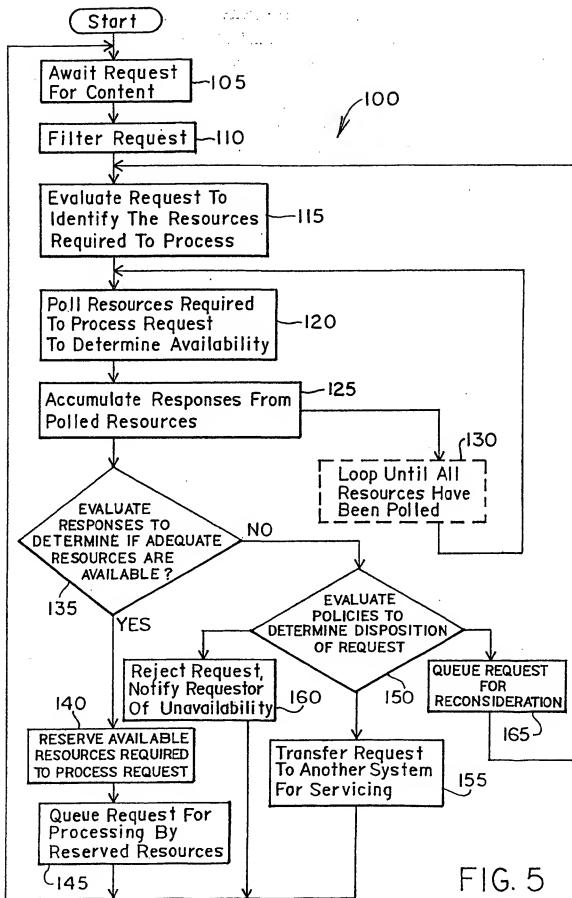 Start
Await Request
For Content
105
Filter Request
110
100
Evaluate Request To
Identify The Resources
Required To Process
115
Poll Resources Required
To Process Request
To Determine Availability
120
Accumulate Responses From
Polled Resources
125
130
Loop Until All
Resources Have
Been Polled
EVALUATE
RESPONSES TO
DETERMINE IF ADEQUATE
RESOURCES ARE
AVAILABLE?
135
NO
YES
EVALUATE
POLICIES TO
DETERMINE DISPOSITION
OF REQUEST
150
Reject Request,
Notify Requestor
Of Unavailability
160
QUEUE REQUEST
FOR
RECONSIDERATION
165
140
RESERVE AVAILABLE
RESOURCES REQUIRED
TO PROCESS REQUEST
Transfer Request
To Another System
For Servicing
155
Queue Request For
Processing By
Reserved Resources
145
FIG. 5